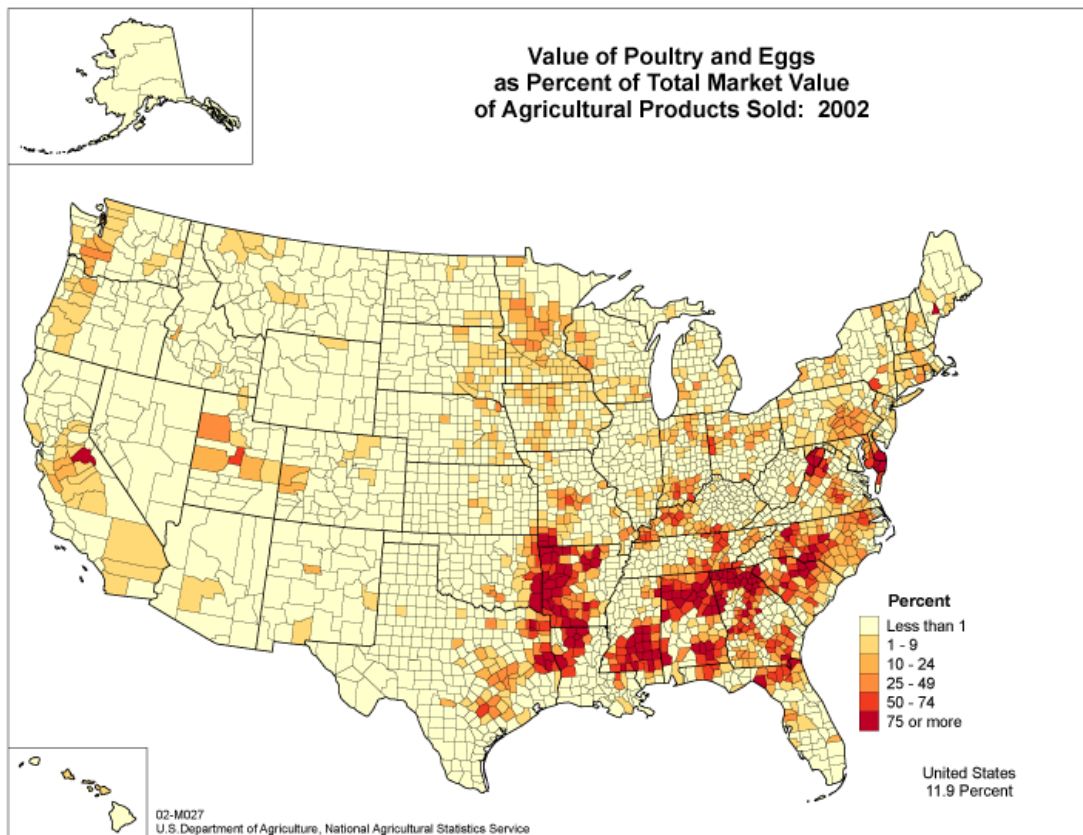 Value of Poultry and Eggs
as Percent of Total Market Value
of Agricultural Products Sold:  2002
Percent
Less than 1
1 - 9
10 - 24
25 - 49
50 - 74
75 or more
United States
11.9 Percent
02-M027
U.S.Department of Agriculture, National Agricultural Statistics Service